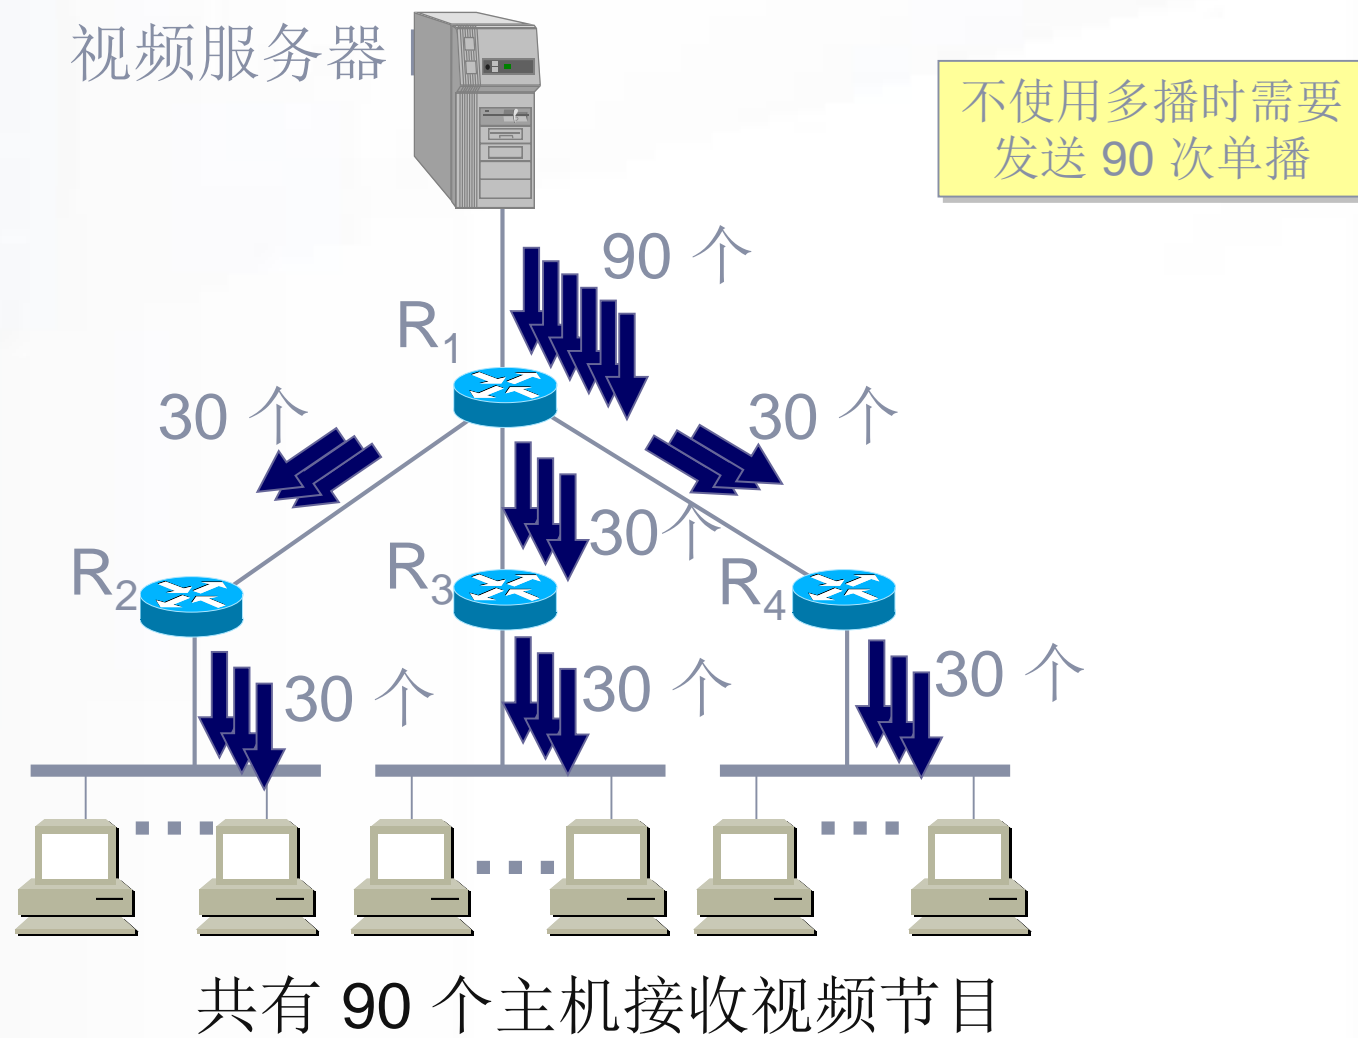 视频服务器
不使用多播时需要
发送 90 次单播
90 个
R1
30 个
30 个
30个
R2
R3
R4
30 个
30 个
30 个
共有 90 个主机接收视频节目